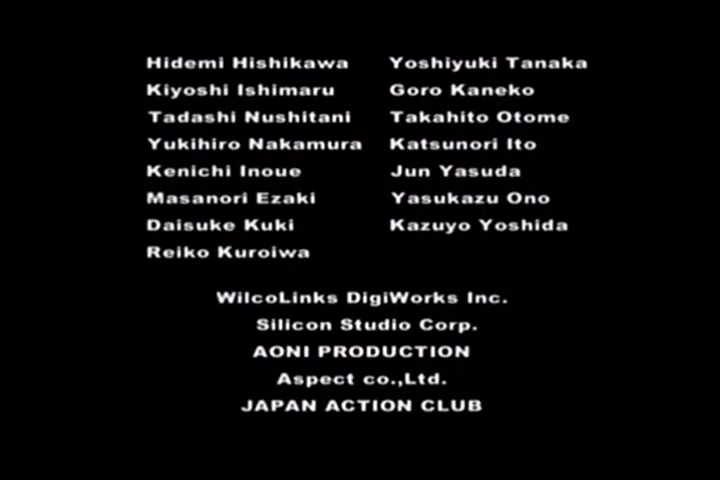 Hidemi Hishikawa Yoshiyuki Tanaka
Kiyoshi Ishimaru Goro Kaneko
Tadashi Nushitani Takahito Otome
Yukihiro Nakamura Katsunori Ito
Kenichi Inoue Jun Yasuda
Masanori Ezaki Yasukazu Ono
Daisuke Kuki Kazuyo Yoshida
Reiko Kuroiwa
WilcoLinks DigiWorks Inc.
Silicon Studio Corp.
AONI PRODUCTION
Aspect co.,Ltd.
JAPAN ACTION CLUB